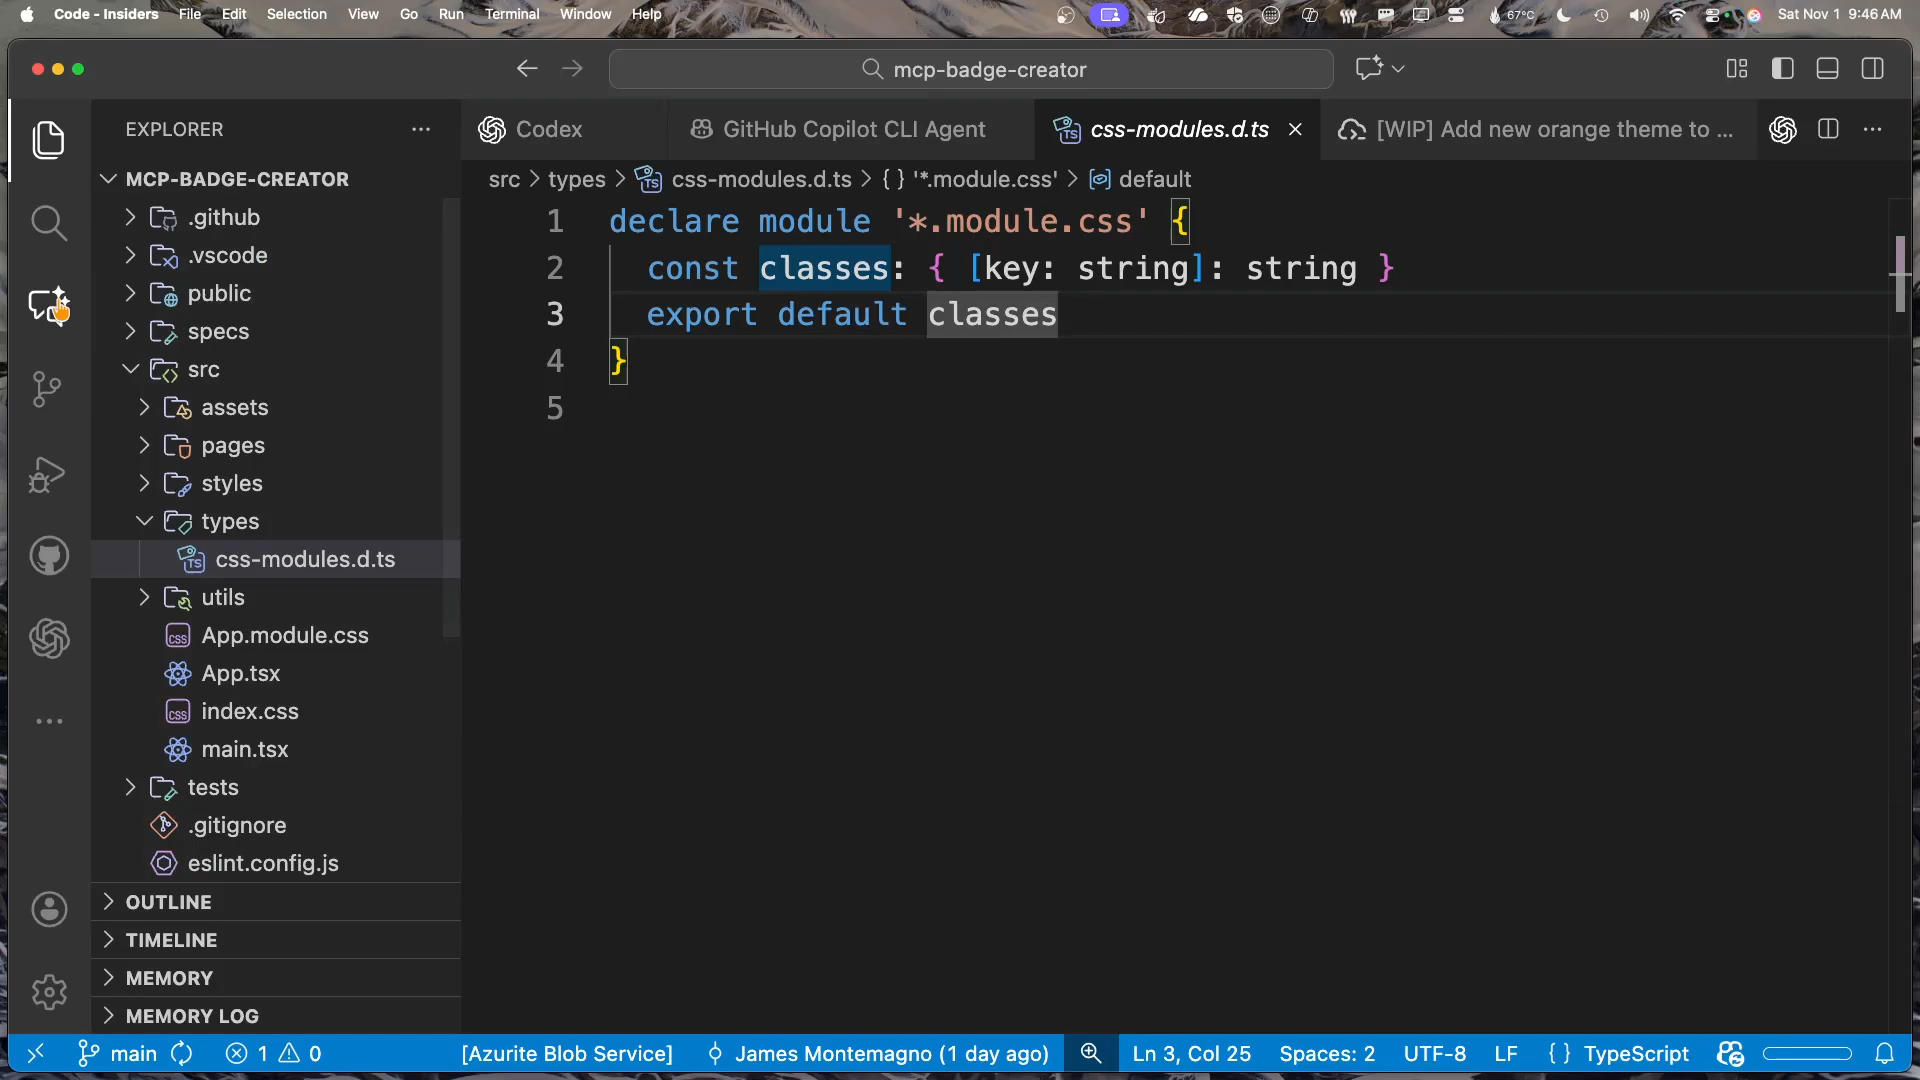 Code - Insiders File Edit Selection View Go Run Terminal Window Help 67°C Sat Nov 1 9:46 AM
mcp-badge-creator
EXPLORER
Codex
GitHub Copilot CLI Agent
css-modules.d.ts
[WIP] Add new orange theme to ...
MCP-BADGE-CREATOR
.github
.vscode
public
specs
src
assets
pages
styles
types
css-modules.d.ts
utils
App.module.css
App.tsx
index.css
main.tsx
tests
.gitignore
eslint.config.js
OUTLINE
TIMELINE
MEMORY
MEMORY LOG
src > types > css-modules.d.ts > { } '*.module.css' > default
1 declare module '*.module.css' {
2 const classes: { [key: string]: string }
3 export default classes
4 }
5
main 1 0 [Azurite Blob Service] James Montemagno (1 day ago) Ln 3, Col 25 Spaces: 2 UTF-8 LF { } TypeScript